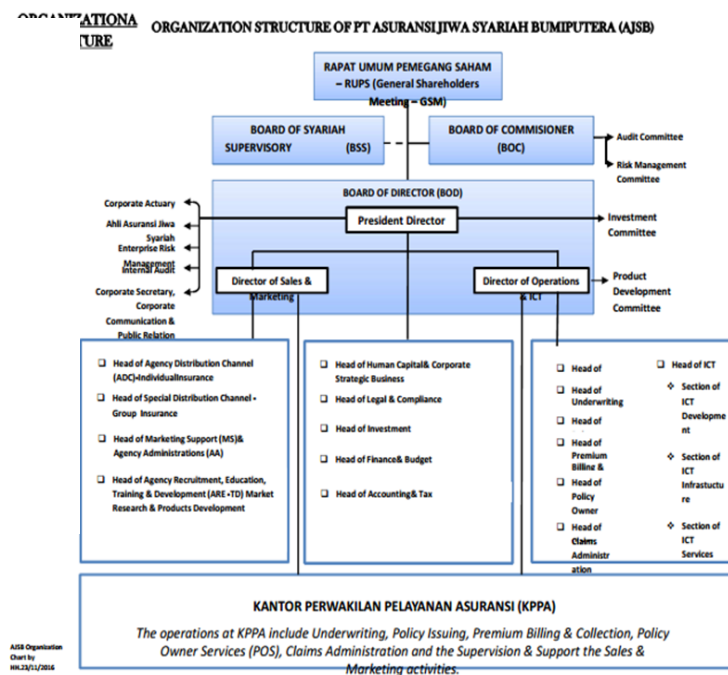 ORGANIZATIONA
TURE
ORGANIZATION STRUCTURE OF PT ASURANSI JIWA SYARIAH BUMIPUTERA (AJSB)
RAPAT UMUM PEMEGANG SAHAM
– RUPS (General Shareholders
Meeting – GSM)
BOARD OF SYARIAH
SUPERVISORY (BSS)
BOARD OF COMMISIONER
(BOC)
Audit Committee
Risk Management
Committee
BOARD OF DIRECTOR (BOD)
President Director
Investment
Committee
Corporate Actuary
Ahli Asuransi Jiwa
Syariah
Enterprise Risk
Management
Internal Audit
Corporate Secretary,
Corporate
Communication &
Public Relation
Director of Sales &
Marketing
Director of Operations
& ICT
Product
Development
Committee
❑ Head of Agency Distribution Channel
(ADC)-IndividualInsurance
❑ Head of Special Distribution Channel -
Group Insurance
❑ Head of Marketing Support (MS)&
Agency Administrations (AA)
❑ Head of Agency Recruitment, Education,
Training & Development (ARE -TD) Market
Research & Products Development
❑ Head of Human Capital& Corporate
Strategic Business
❑ Head of Legal & Compliance
❑ Head of Investment
❑ Head of Finance& Budget
❑ Head of Accounting& Tax
❑ Head of
❑ Head of
Underwriting
❑ Head of
❑ Head of
Premium
Billing &
❑ Head of
Policy
Owner
❑ Head of
Claims
Administr
ation
❑ Head of ICT
❖ Section of
ICT
Developme
nt
❖ Section of
ICT
Infrastuctu
re
❖ Section of
ICT
Services
KANTOR PERWAKILAN PELAYANAN ASURANSI (KPPA)
The operations at KPPA include Underwriting, Policy Issuing, Premium Billing & Collection, Policy
Owner Services (POS), Claims Administration and the Supervision & Support the Sales &
Marketing activities.
AJSB Organization
Chart by
HH.23/11/2016